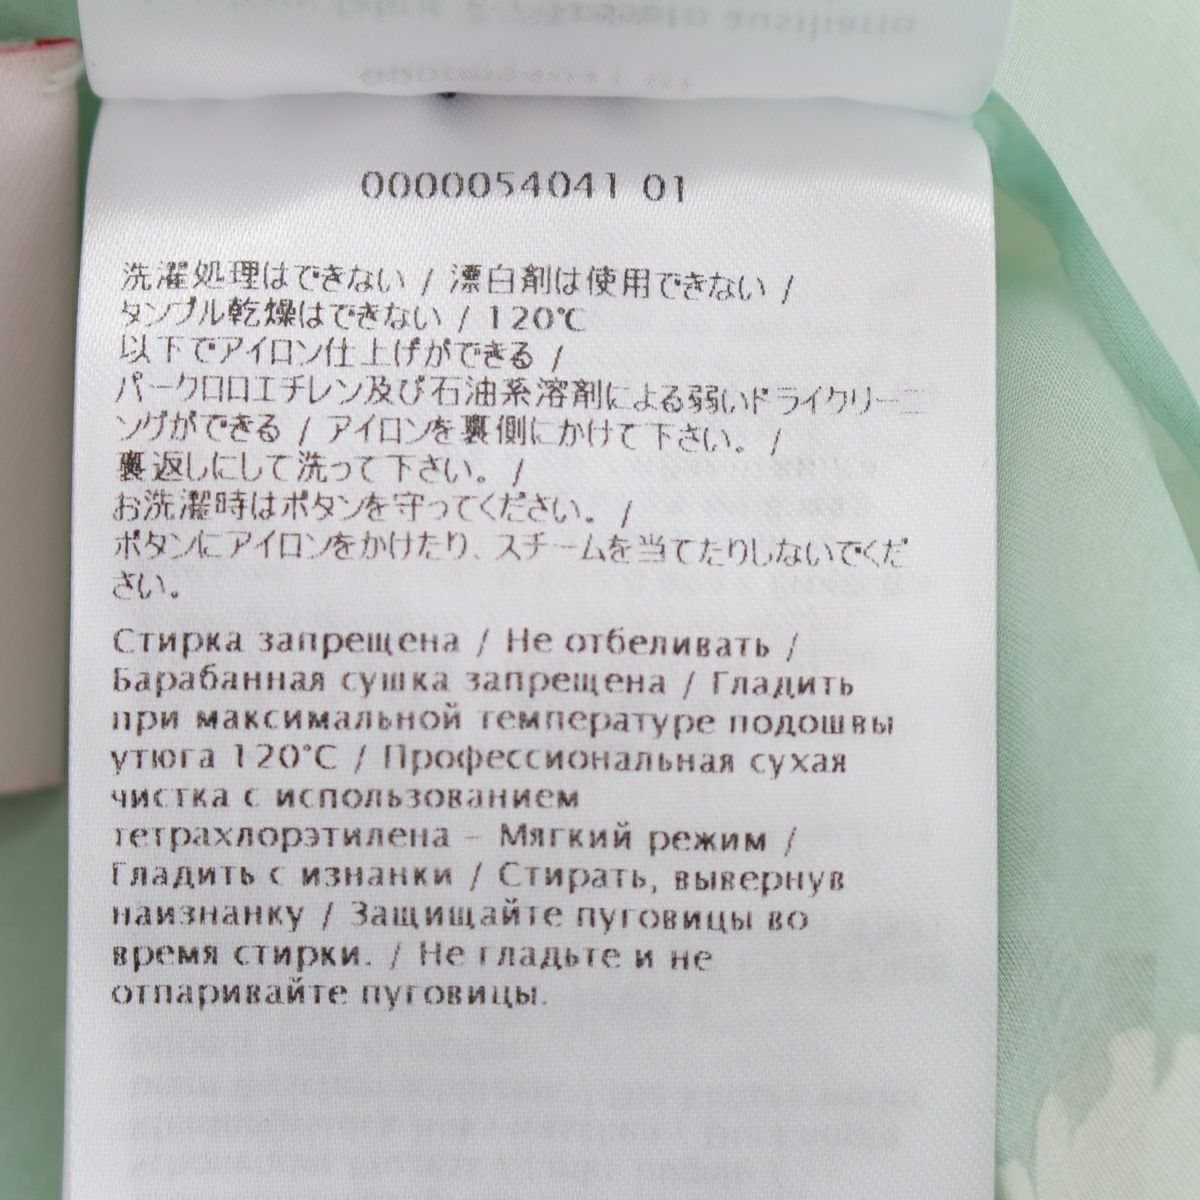 0000054041 01
洗濯処理はできない / 漂白剤は使用できない /
タンブル乾燥はできない / 120℃
以下でアイロン仕上げができる /
パークロロエチレン及び石油系溶剤による弱いドライクリーニ
ングができる / アイロンを裏側にかけて下さい。 /
裏返しにして洗って下さい。 /
お洗濯時はボタンを守ってください。 /
ボタンにアイロンをかけたり、スチームを当てたりしないでくだ
さい。
Стирка запрещена / Не отбеливать /
Барабанная сушка запрещена / Гладить
при максимальной температуре подошвы
утюга 120°C / Профессиональная сухая
чистка с использованием
тетрахлорэтилена – Мягкий режим /
Гладить с изнанки / Стирать, вывернув
наизнанку / Защищайте пуговицы во
время стирки. / Не гладьте и не
отпаривайте пуговицы.